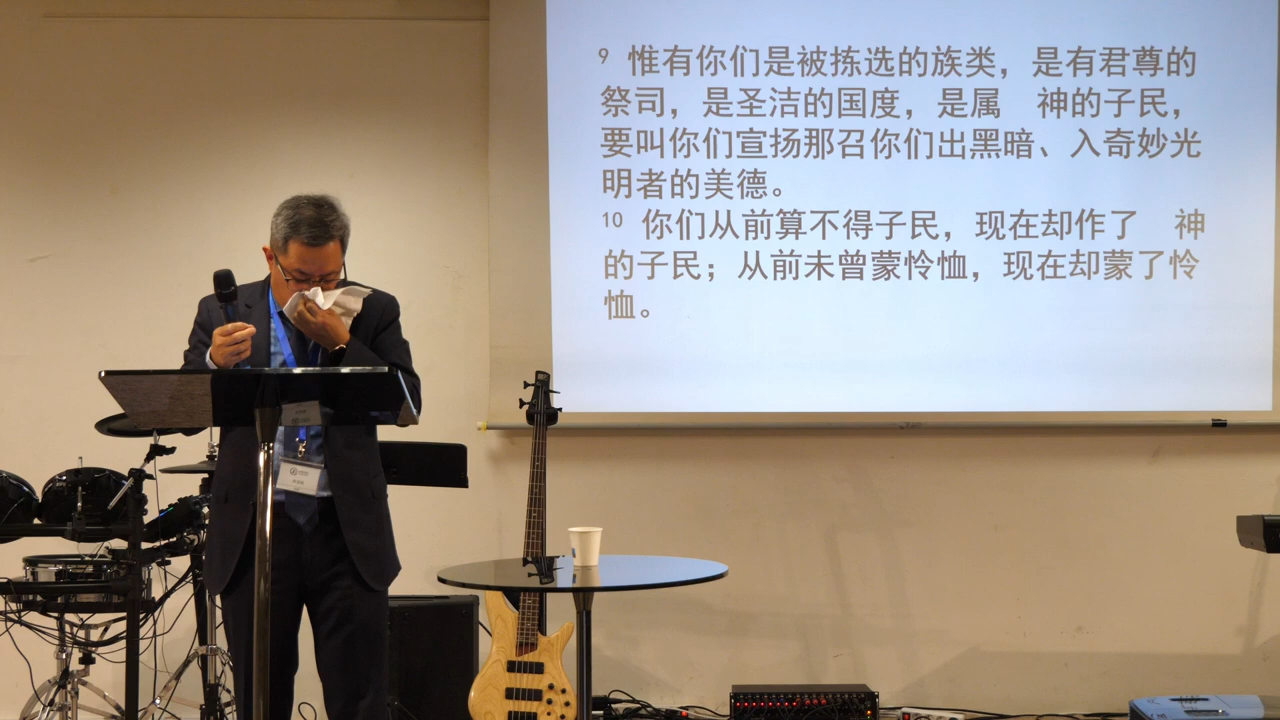 9 惟有你们是被拣选的族类，是有君尊的
祭司，是圣洁的国度，是属　神的子民，
要叫你们宣扬那召你们出黑暗、入奇妙光
明者的美德。
10 你们从前算不得子民，现在却作了　神
的子民；从前未曾蒙怜恤，现在却蒙了怜
恤。